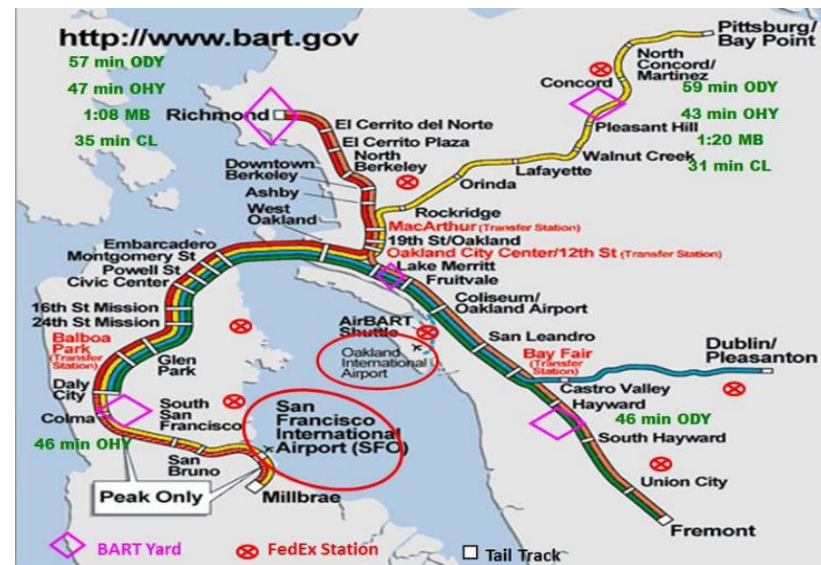 http://www.bart.gov
57 min ODY
47 min OHY
1:08 MB
35 min CL
Richmond
El Cerrito del Norte
El Cerrito Plaza
North
Berkeley
Downtown
Berkeley
Ashby
West
Oakland
Pittsburg/
Bay Point
North
Concord/
Martinez
Concord
59 min ODY
43 min OHY
1:20 MB
31 min CL
Pleasant Hill
Walnut Creek
Lafayette
Orinda
Rockridge
MacArthur (Transfer Station)
19th St/Oakland
Oakland City Center/12th St (Transfer Station)
Lake Merritt
Fruitvale
Coliseum/
Oakland Airport
San Leandro
Bay Fair
(Transfer
Station)
Dublin/
Pleasanton
Castro Valley
Hayward
46 min ODY
South Hayward
Union City
Fremont
Embarcadero
Montgomery St
Powell St
Civic Center
16th St Mission
24th St Mission
Balboa
Park
(Transfer
Station)
Glen
Park
Daly
City
Colma
South
San
Francisco
46 min OHY
San
Bruno
Peak Only
Millbrae
AirBART
Shuttle
Oakland
International
Airport
San
Francisco
International
Airport (SFO)
BART Yard
FedEx Station
Tail Track